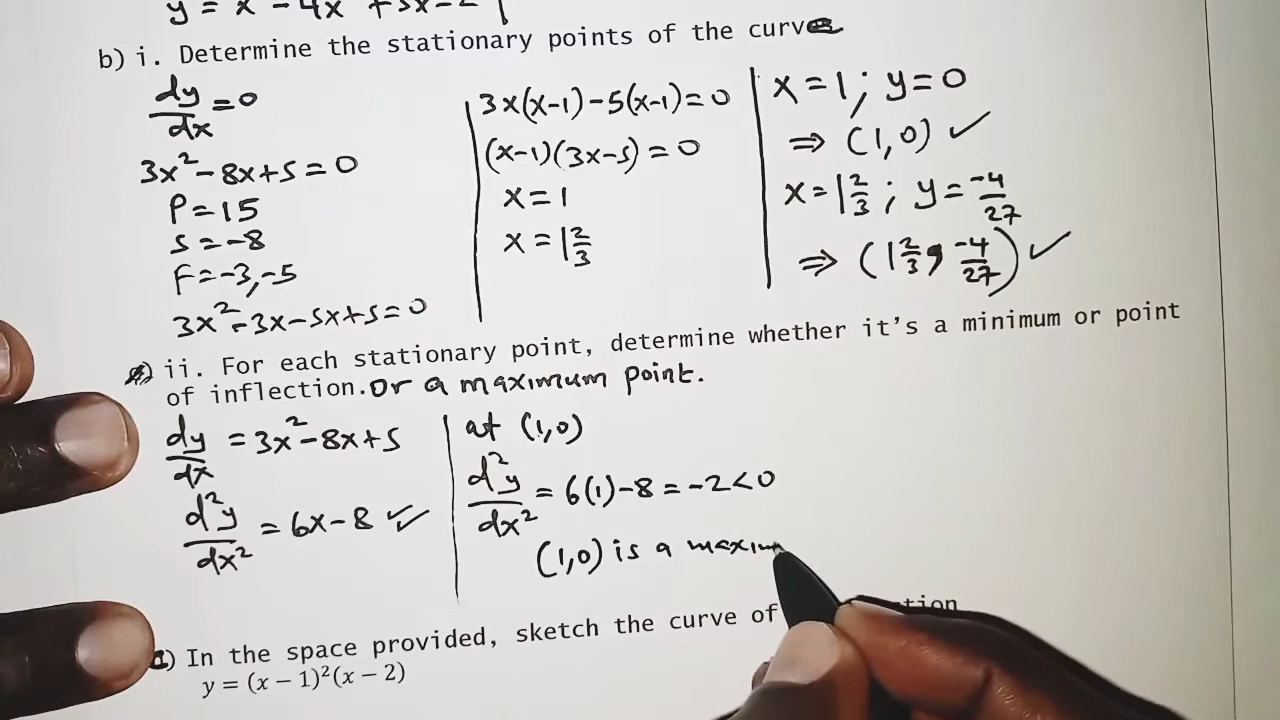 y = x - 4x + 5x - 2
b) i. Determine the stationary points of the curve
dy/dx = 0
3x² - 8x + 5 = 0
P = 15
S = -8
F = -3, -5
3x² - 3x - 5x + 5 = 0
3x(x-1) - 5(x-1) = 0
(x-1)(3x-5) = 0
x = 1
x = 1 2/3
x = 1 ; y = 0
⇒ (1,0) ✓
x = 1 2/3 ; y = -4/27
⇒ (1 2/3, -4/27) ✓
ii. For each stationary point, determine whether it's a minimum or point
of inflection. or a maximum point.
dy/dx = 3x² - 8x + 5
d²y/dx² = 6x - 8 ✓
at (1,0)
d²y/dx² = 6(1) - 8 = -2 < 0
(1,0) is a maxim
c) In the space provided, sketch the curve of
y = (x − 1)²(x − 2)